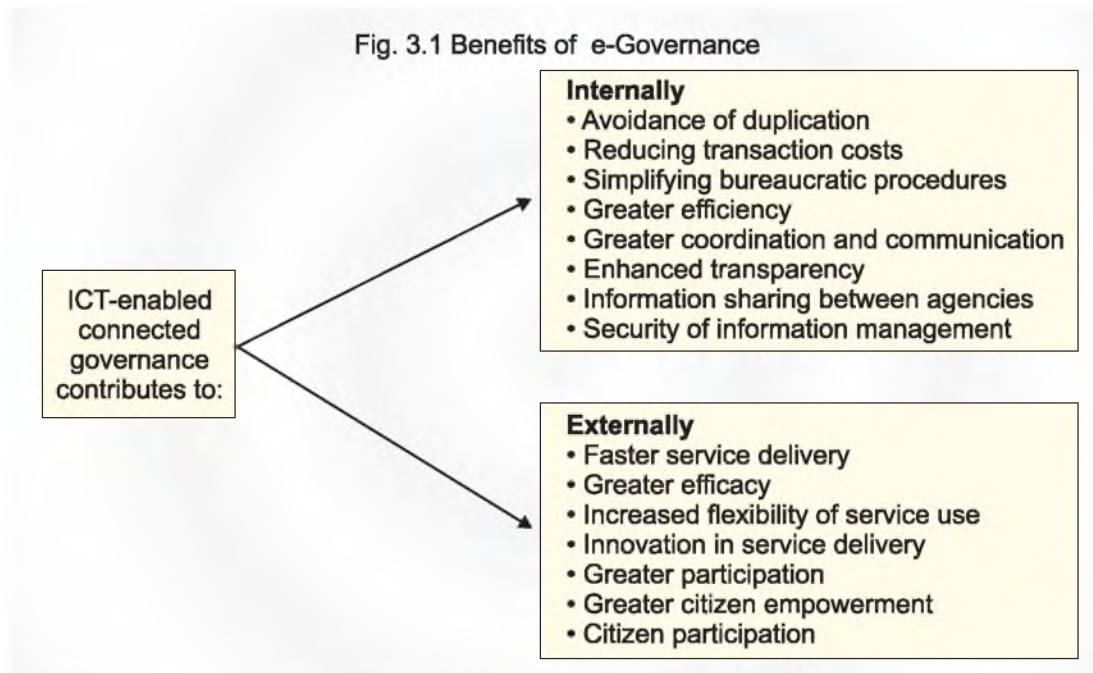 Fig. 3.1 Benefits of e-Governance
ICT-enabled
connected
governance
contributes to:
Internally
• Avoidance of duplication
• Reducing transaction costs
• Simplifying bureaucratic procedures
• Greater efficiency
• Greater coordination and communication
• Enhanced transparency
• Information sharing between agencies
• Security of information management
Externally
• Faster service delivery
• Greater efficacy
• Increased flexibility of service use
• Innovation in service delivery
• Greater participation
• Greater citizen empowerment
• Citizen participation